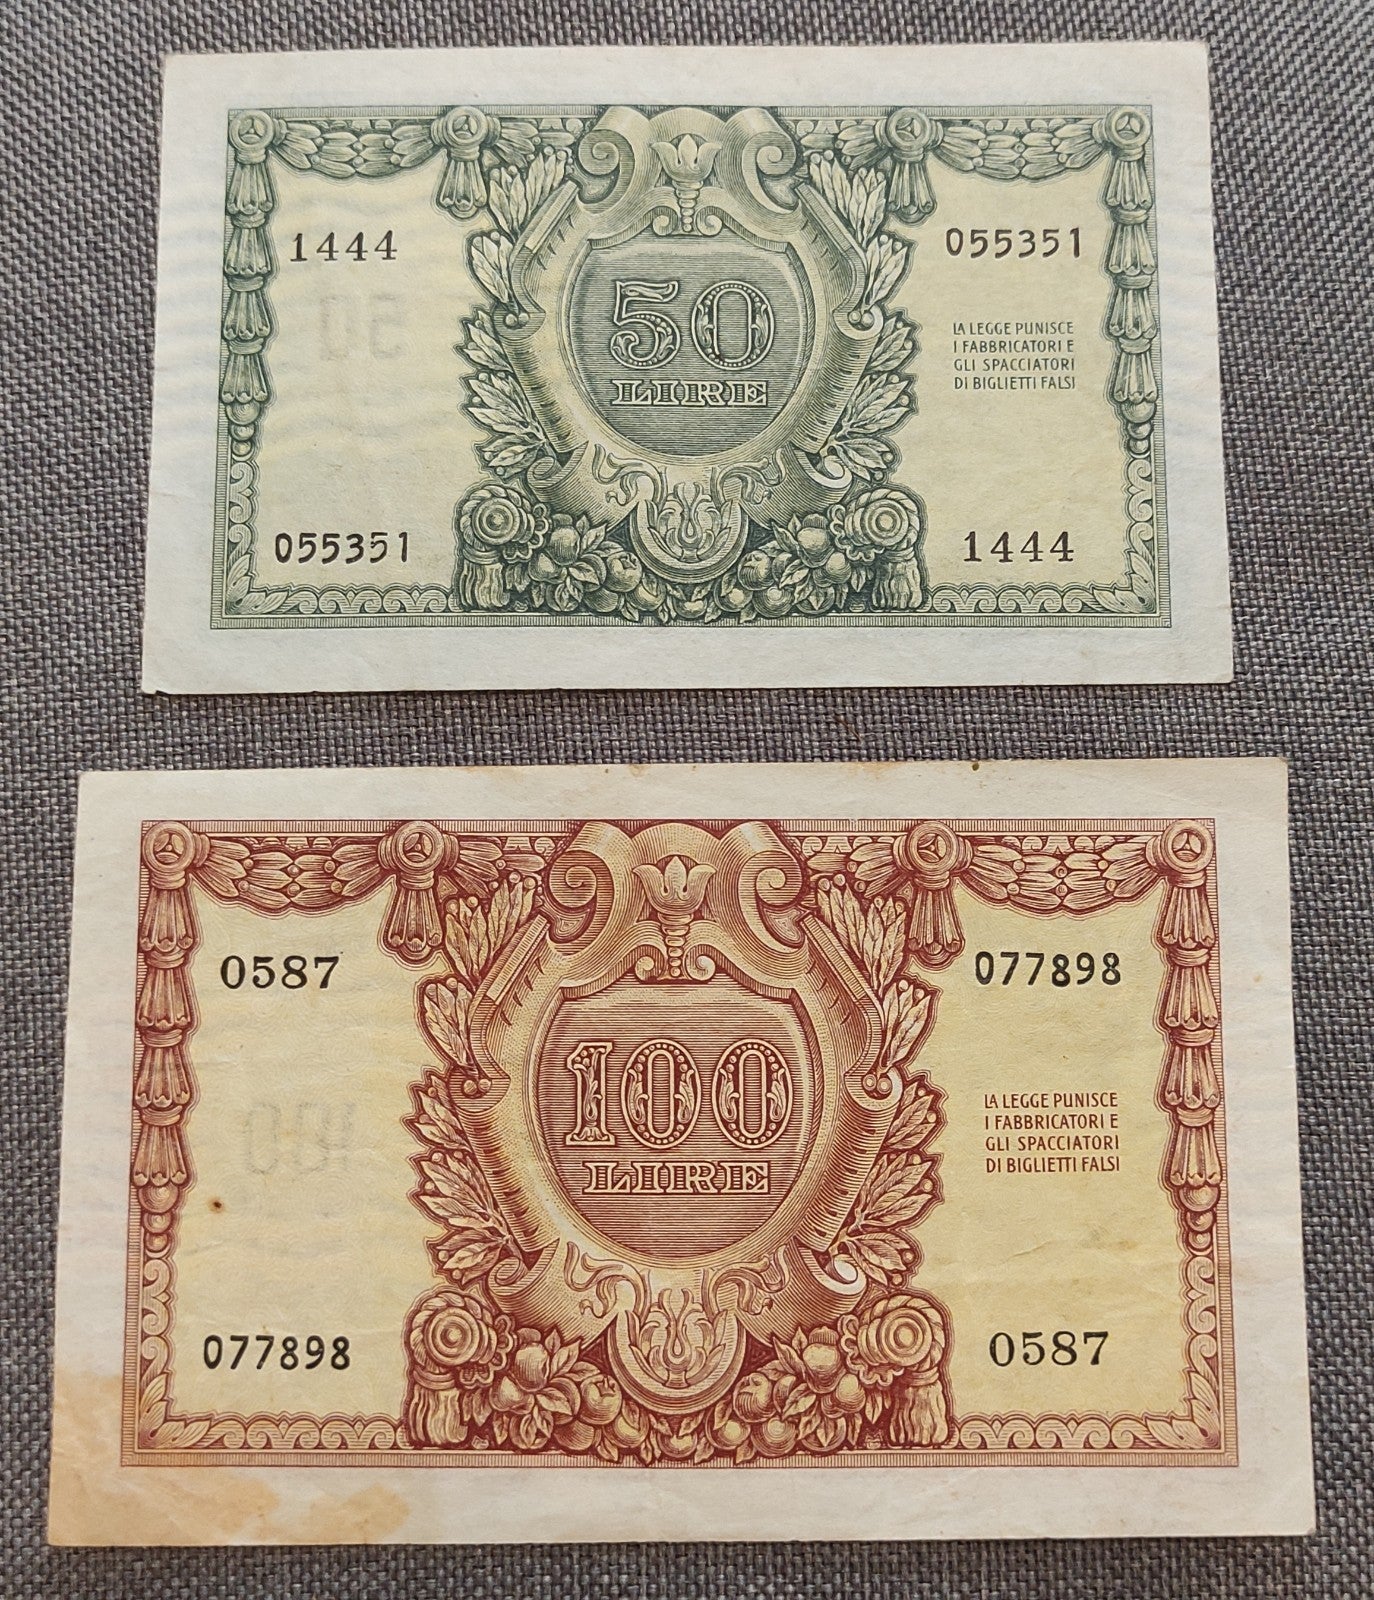 1444
055351
50
LIRE
LA LEGGE PUNISCE
I FABBRICATORI E
GLI SPACCIATORI
DI BIGLIETTI FALSI
055351
1444
0587
077898
100
LIRE
LA LEGGE PUNISCE
I FABBRICATORI E
GLI SPACCIATORI
DI BIGLIETTI FALSI
077898
0587